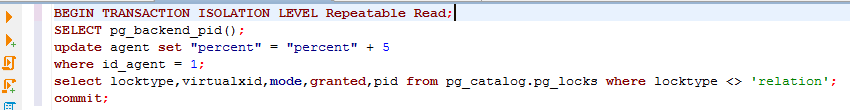 BEGIN TRANSACTION ISOLATION LEVEL Repeatable Read;
SELECT pg_backend_pid();
update agent set "percent" = "percent" + 5
where id_agent = 1;
select locktype,virtualxid,mode,granted,pid from pg_catalog.pg_locks where locktype <> 'relation';
commit;